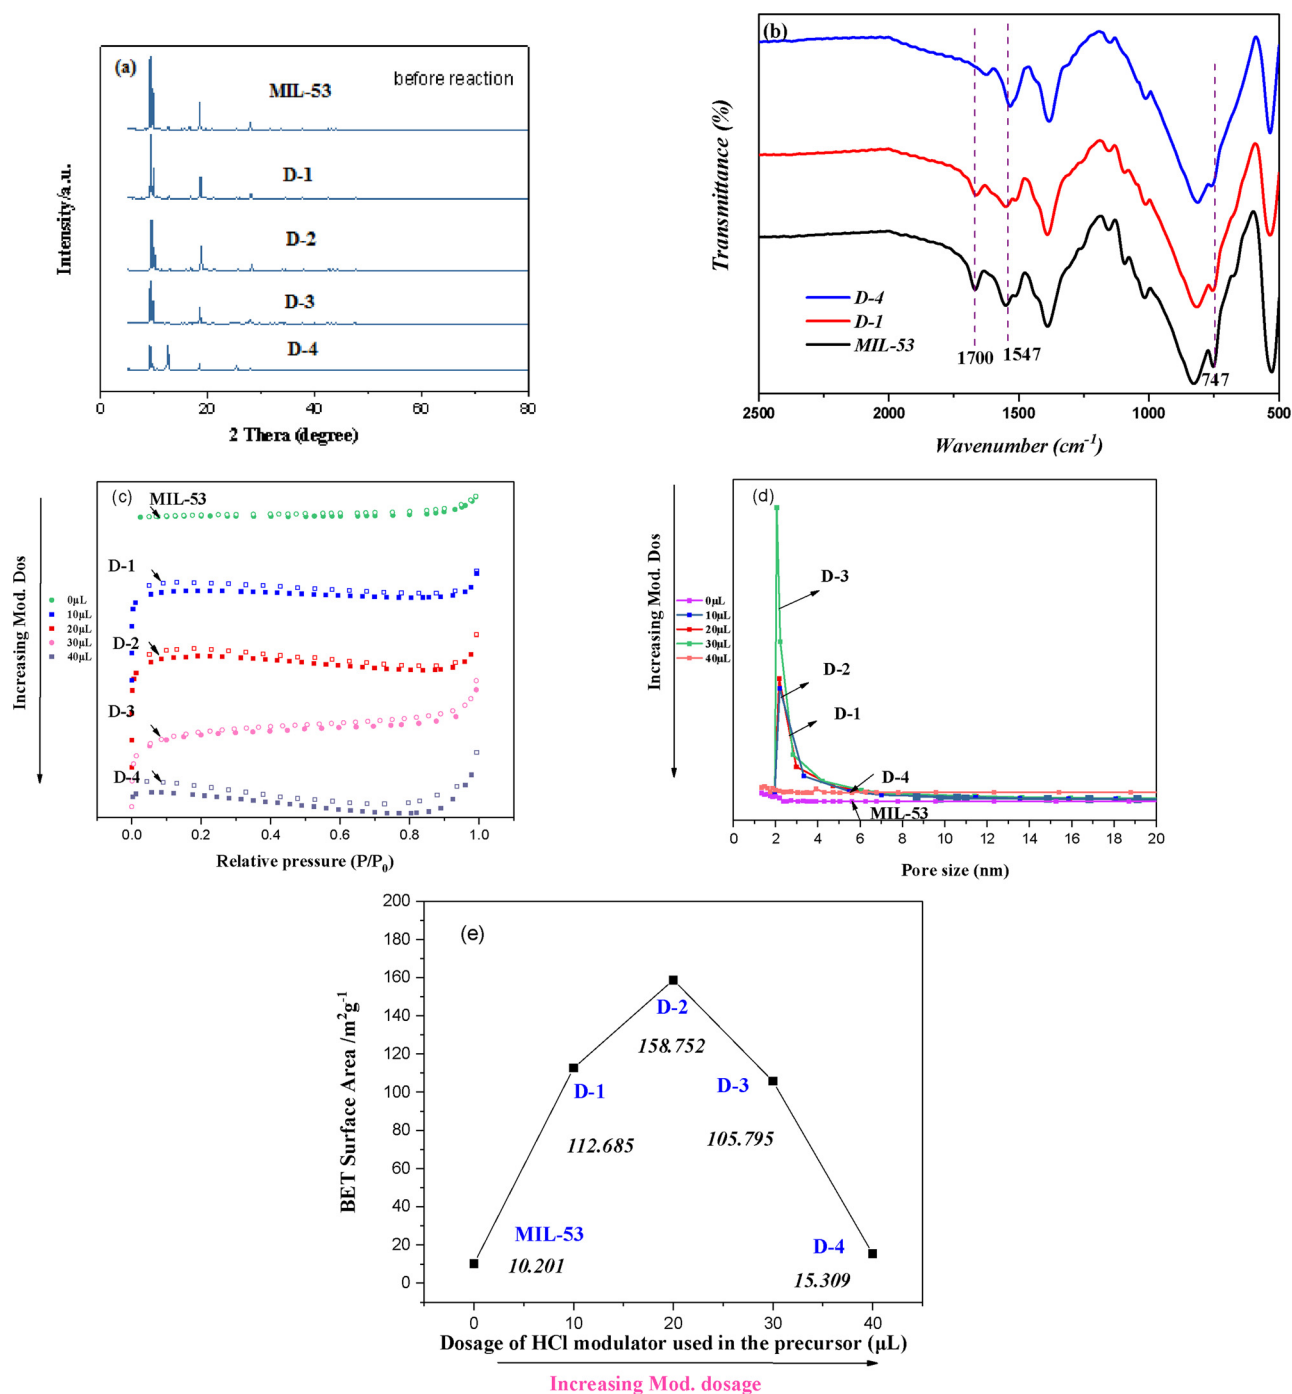 (a)
before reaction
MIL-53
D-1
D-2
D-3
D-4
Intensity/a.u.
0 20 40 60 80
2 Thera (degree)
(b)
Transmittance (%)
D-4
D-1
MIL-53
1700 1547 747
2500 2000 1500 1000 500
Wavenumber (cm⁻¹)
(c)
MIL-53
D-1
D-2
D-3
D-4
Increasing Mod. Dos
0μL
10μL
20μL
30μL
40μL
0.0 0.2 0.4 0.6 0.8 1.0
Relative pressure (P/P₀)
(d)
D-3
D-2
D-1
D-4
MIL-53
Increasing Mod. Dos
0μL
10μL
20μL
30μL
40μL
0 2 4 6 8 10 12 14 16 18 20
Pore size (nm)
(e)
BET Surface Area /m²g⁻¹
200
180
160
140
120
100
80
60
40
20
0
D-2
158.752
D-1
112.685
D-3
105.795
MIL-53
10.201
D-4
15.309
0 10 20 30 40
Dosage of HCl modulator used in the precursor (μL)
Increasing Mod. dosage